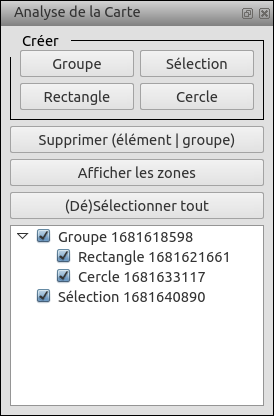 Analyse de la Carte
Créer
Groupe
Sélection
Rectangle
Cercle
Supprimer (élément | groupe)
Afficher les zones
(Dé)Sélectionner tout
Groupe 1681618598
Rectangle 1681621661
Cercle 1681633117
Sélection 1681640890